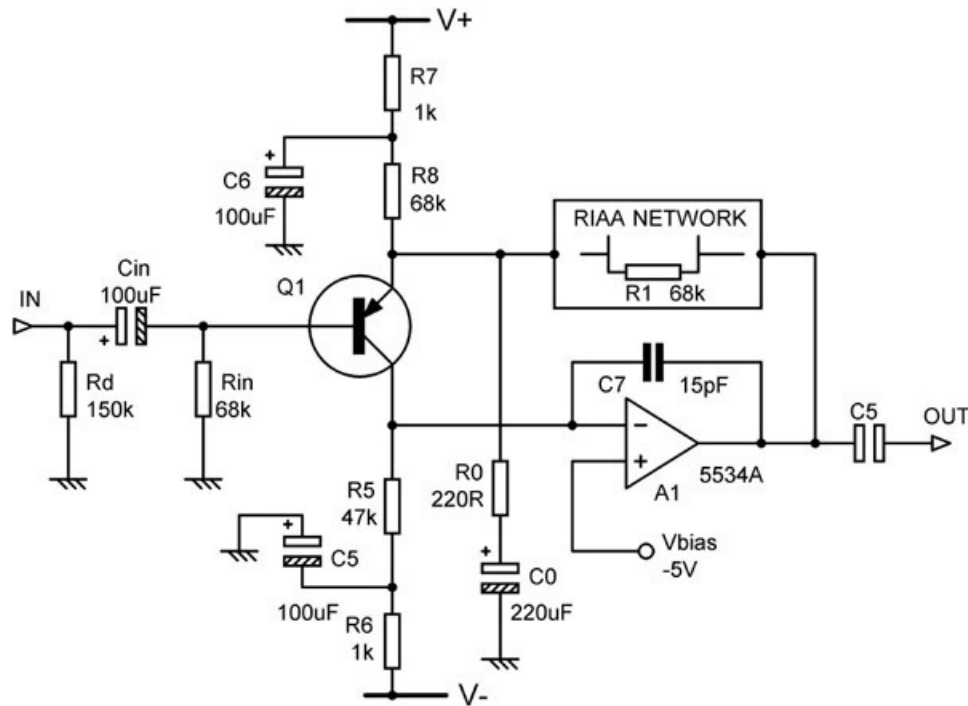 V+
R7
1k
C6
100uF
+
R8
68k
RIAA NETWORK
R1 68k
Cin
100uF
+
IN
Q1
Rd
150k
Rin
68k
C7
15pF
C5
OUT
−
+
5534A
A1
R0
220R
R5
47k
Vbias
-5V
+
C5
100uF
+
C0
220uF
R6
1k
V-